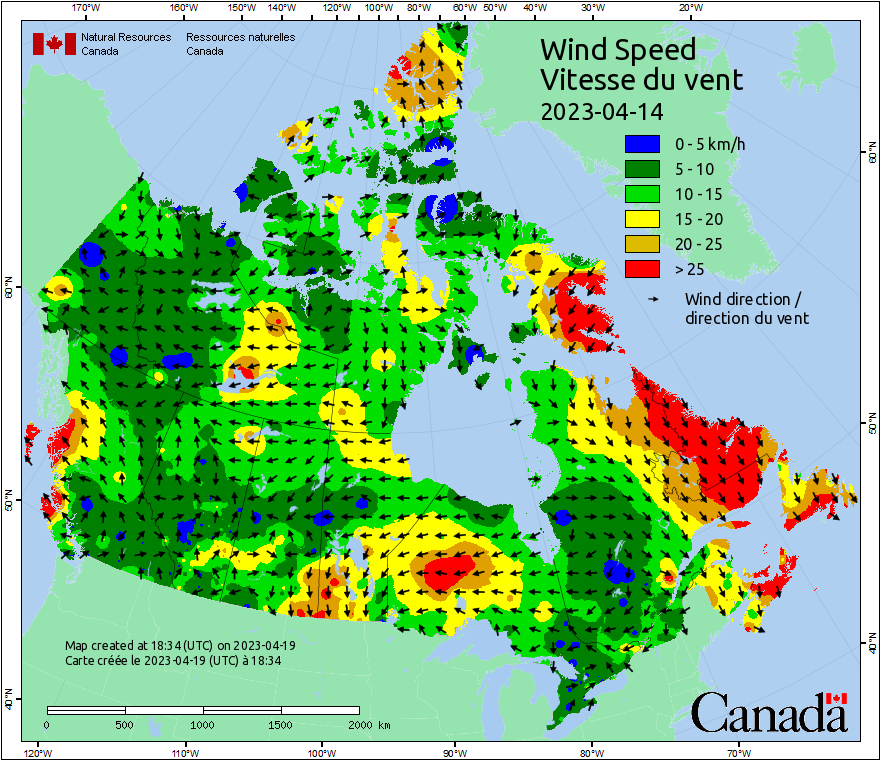 170°W 160°W 150°W 140°W 120°W 100°W 80°W 60°W 50°W 40°W 30°W 20°W
Natural Resources Canada
Ressources naturelles Canada
Wind Speed
Vitesse du vent
2023-04-14
0 - 5 km/h
5 - 10
10 - 15
15 - 20
20 - 25
> 25
Wind direction /
direction du vent
60°N
50°N
40°N
60°N
50°N
40°N
Map created at 18:34 (UTC) on 2023-04-19
Carte créée le 2023-04-19 (UTC) à 18:34
0 500 1000 1500 2000 km
Canada
120°W 110°W 100°W 90°W 80°W 70°W